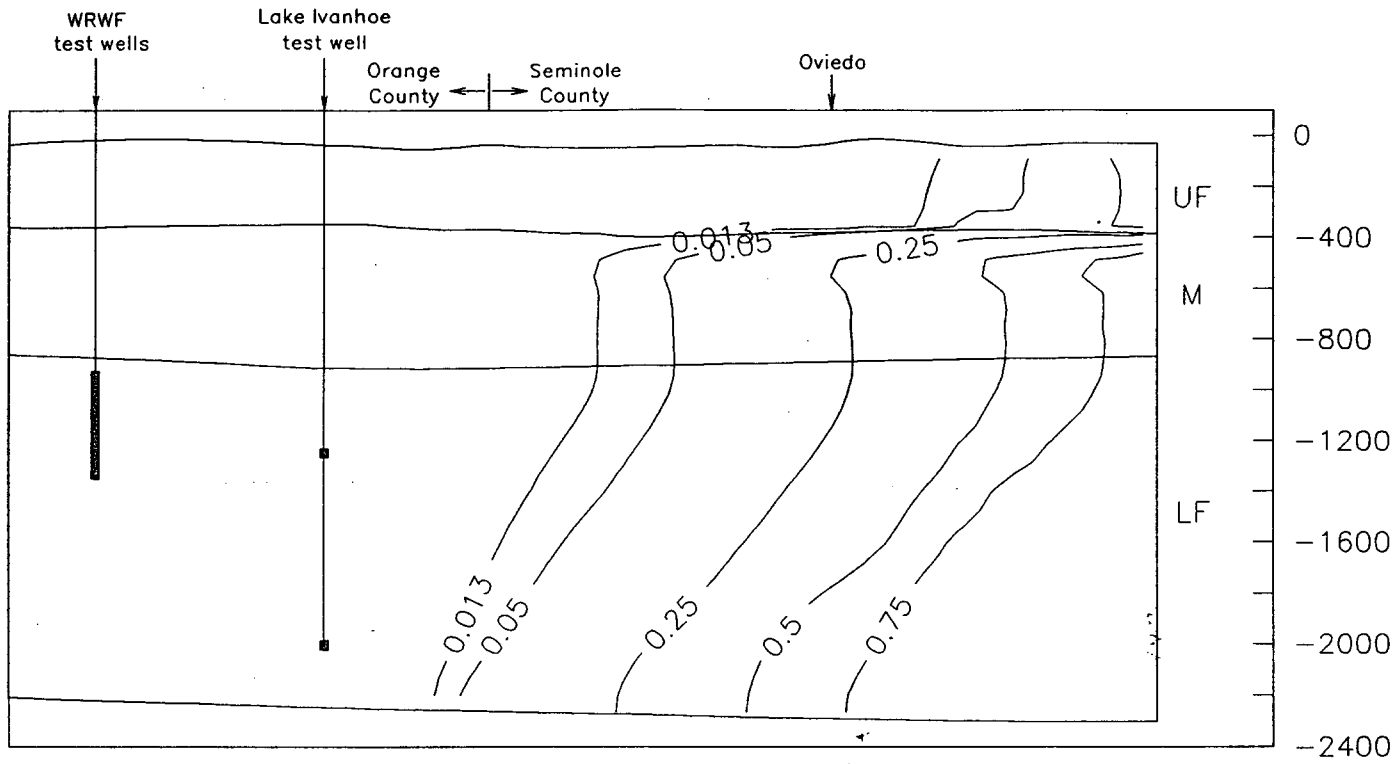 WRWF
test wells
Lake Ivanhoe
test well
Orange
County
Seminole
County
Oviedo
0
UF
-400
0.013
0.05
0.25
M
-800
-1200
LF
-1600
0.013
0.05
0.25
0.5
0.75
-2000
-2400